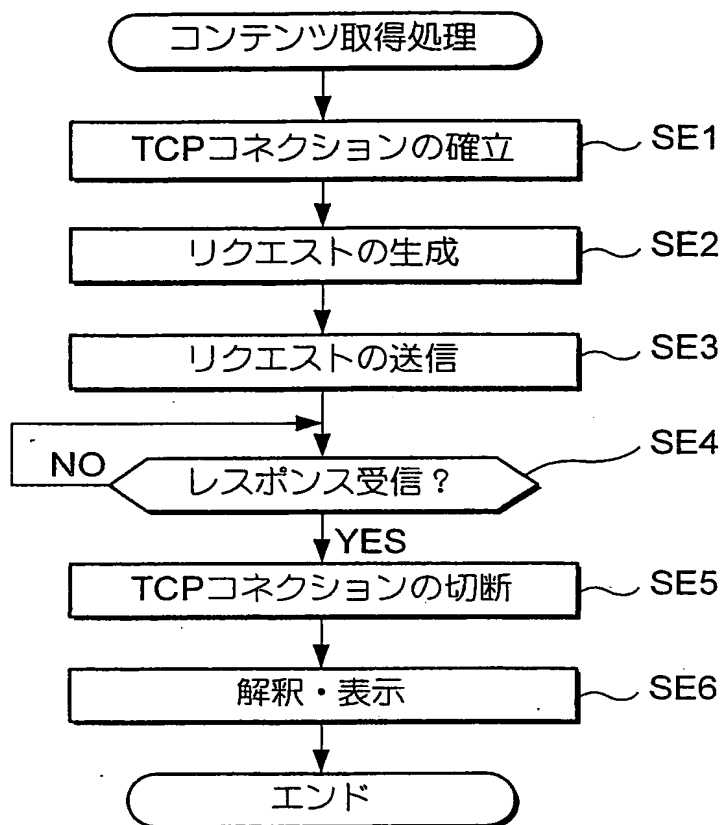 コンテンツ取得処理
TCPコネクションの確立
SE1
リクエストの生成
SE2
リクエストの送信
SE3
NO
レスポンス受信？
SE4
YES
TCPコネクションの切断
SE5
解釈・表示
SE6
エンド